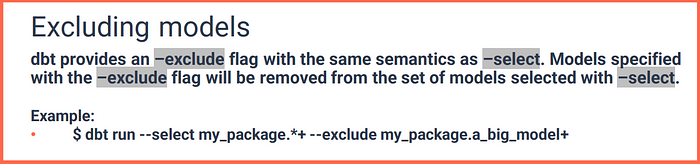 Excluding models
dbt provides an –exclude flag with the same semantics as –select. Models specified
with the –exclude flag will be removed from the set of models selected with –select.
Example:
• $ dbt run --select my_package.*+ --exclude my_package.a_big_model+